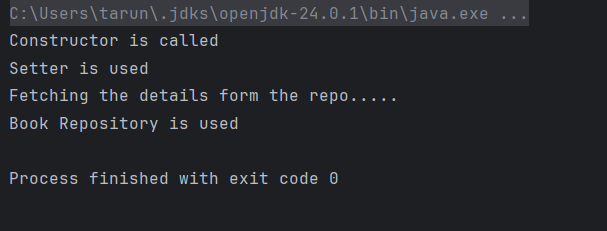 C:\Users\tarun\.jdks\openjdk-24.0.1\bin\java.exe ...
Constructor is called
Setter is used
Fetching the details form the repo.....
Book Repository is used
Process finished with exit code 0